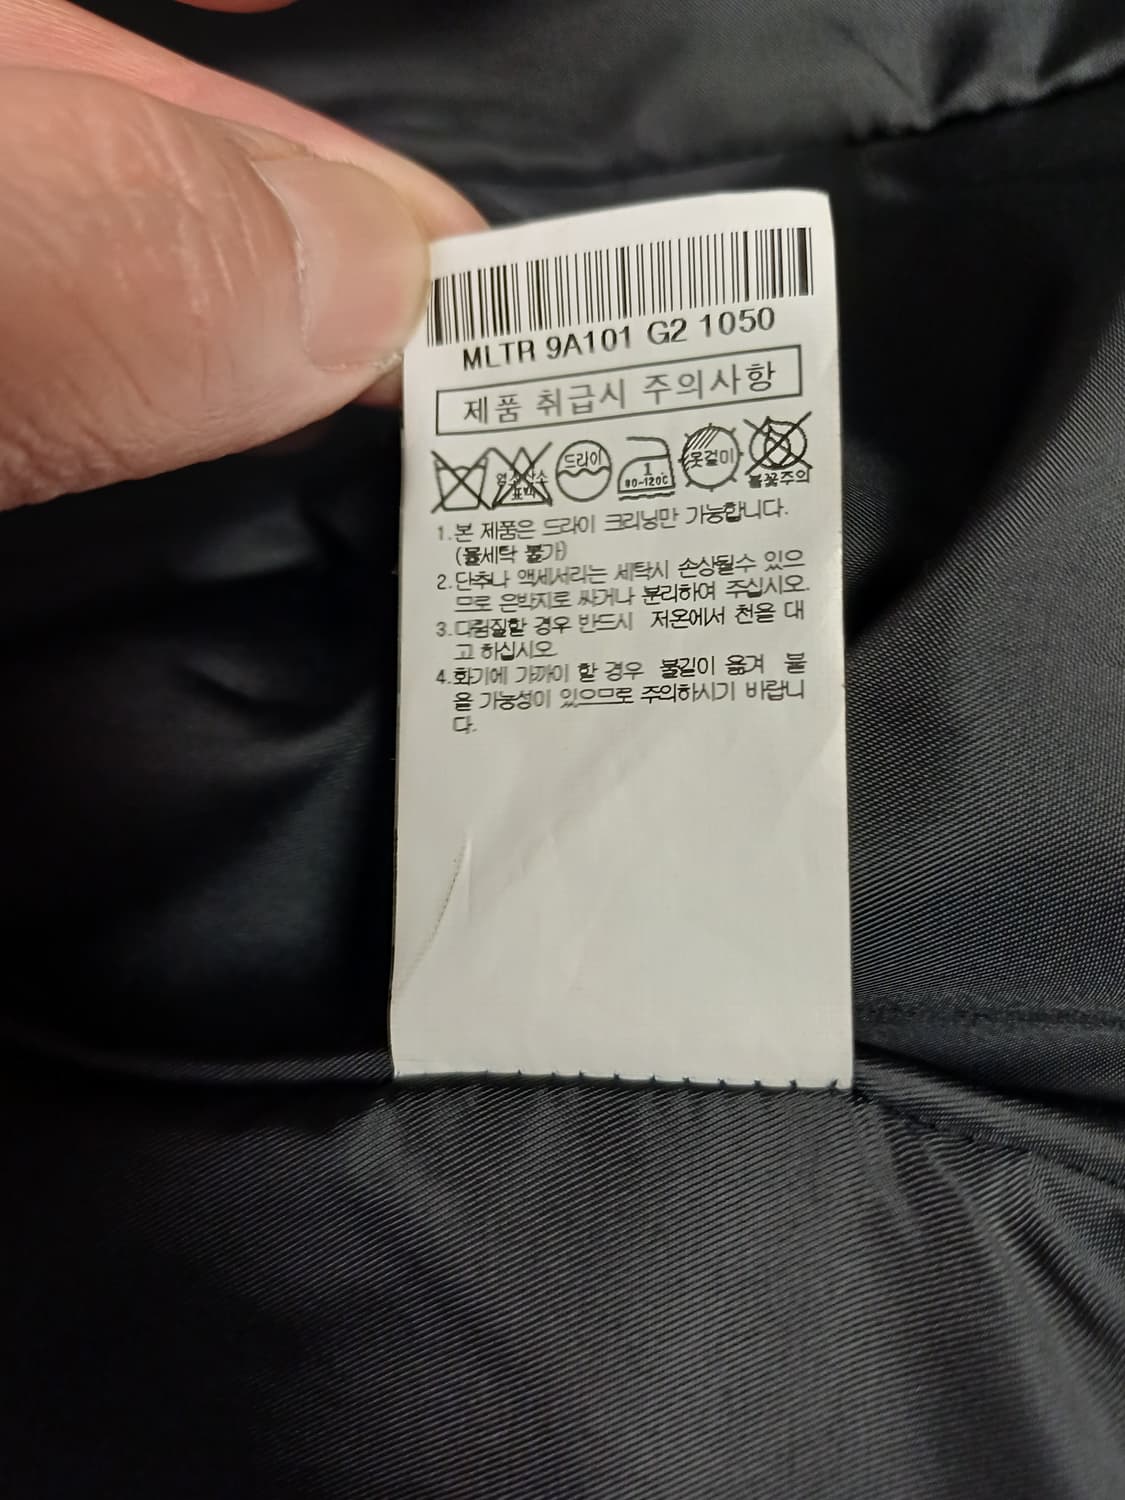 MLTR 9A101 G2 1050
제품 취급시 주의사항
염소산소
표백
드라이
1
80~120℃
옷걸이
불꽃주의
1.본 제품은 드라이 크리닝만 가능합니다.
(물세탁 불가)
2.단추나 액세서리는 세탁시 손상될수 있으
므로 은박지로 싸거나 분리하여 주십시오.
3.다림질할 경우 반드시 저온에서 천을 대
고 하십시오.
4.화기에 가까이 할 경우 불길이 옮겨 붙
을 가능성이 있으므로 주의하시기 바랍니
다.